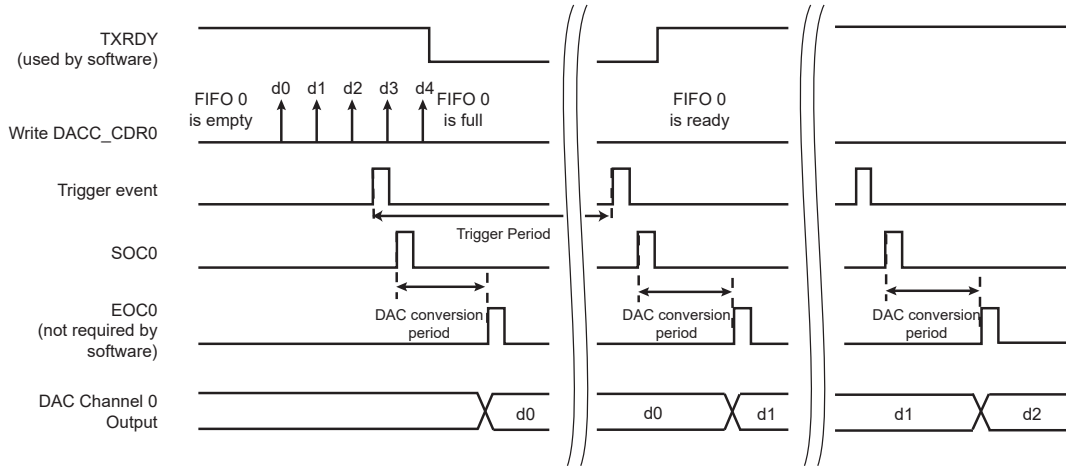 TXRDY
(used by software)
d0 d1 d2 d3 d4
FIFO 0
is empty
FIFO 0
is full
FIFO 0
is ready
Write DACC_CDR0
Trigger event
Trigger Period
SOC0
EOC0
(not required by
software)
DAC conversion
period
DAC conversion
period
DAC conversion
period
DAC Channel 0
Output
d0 d0 d1 d1 d2